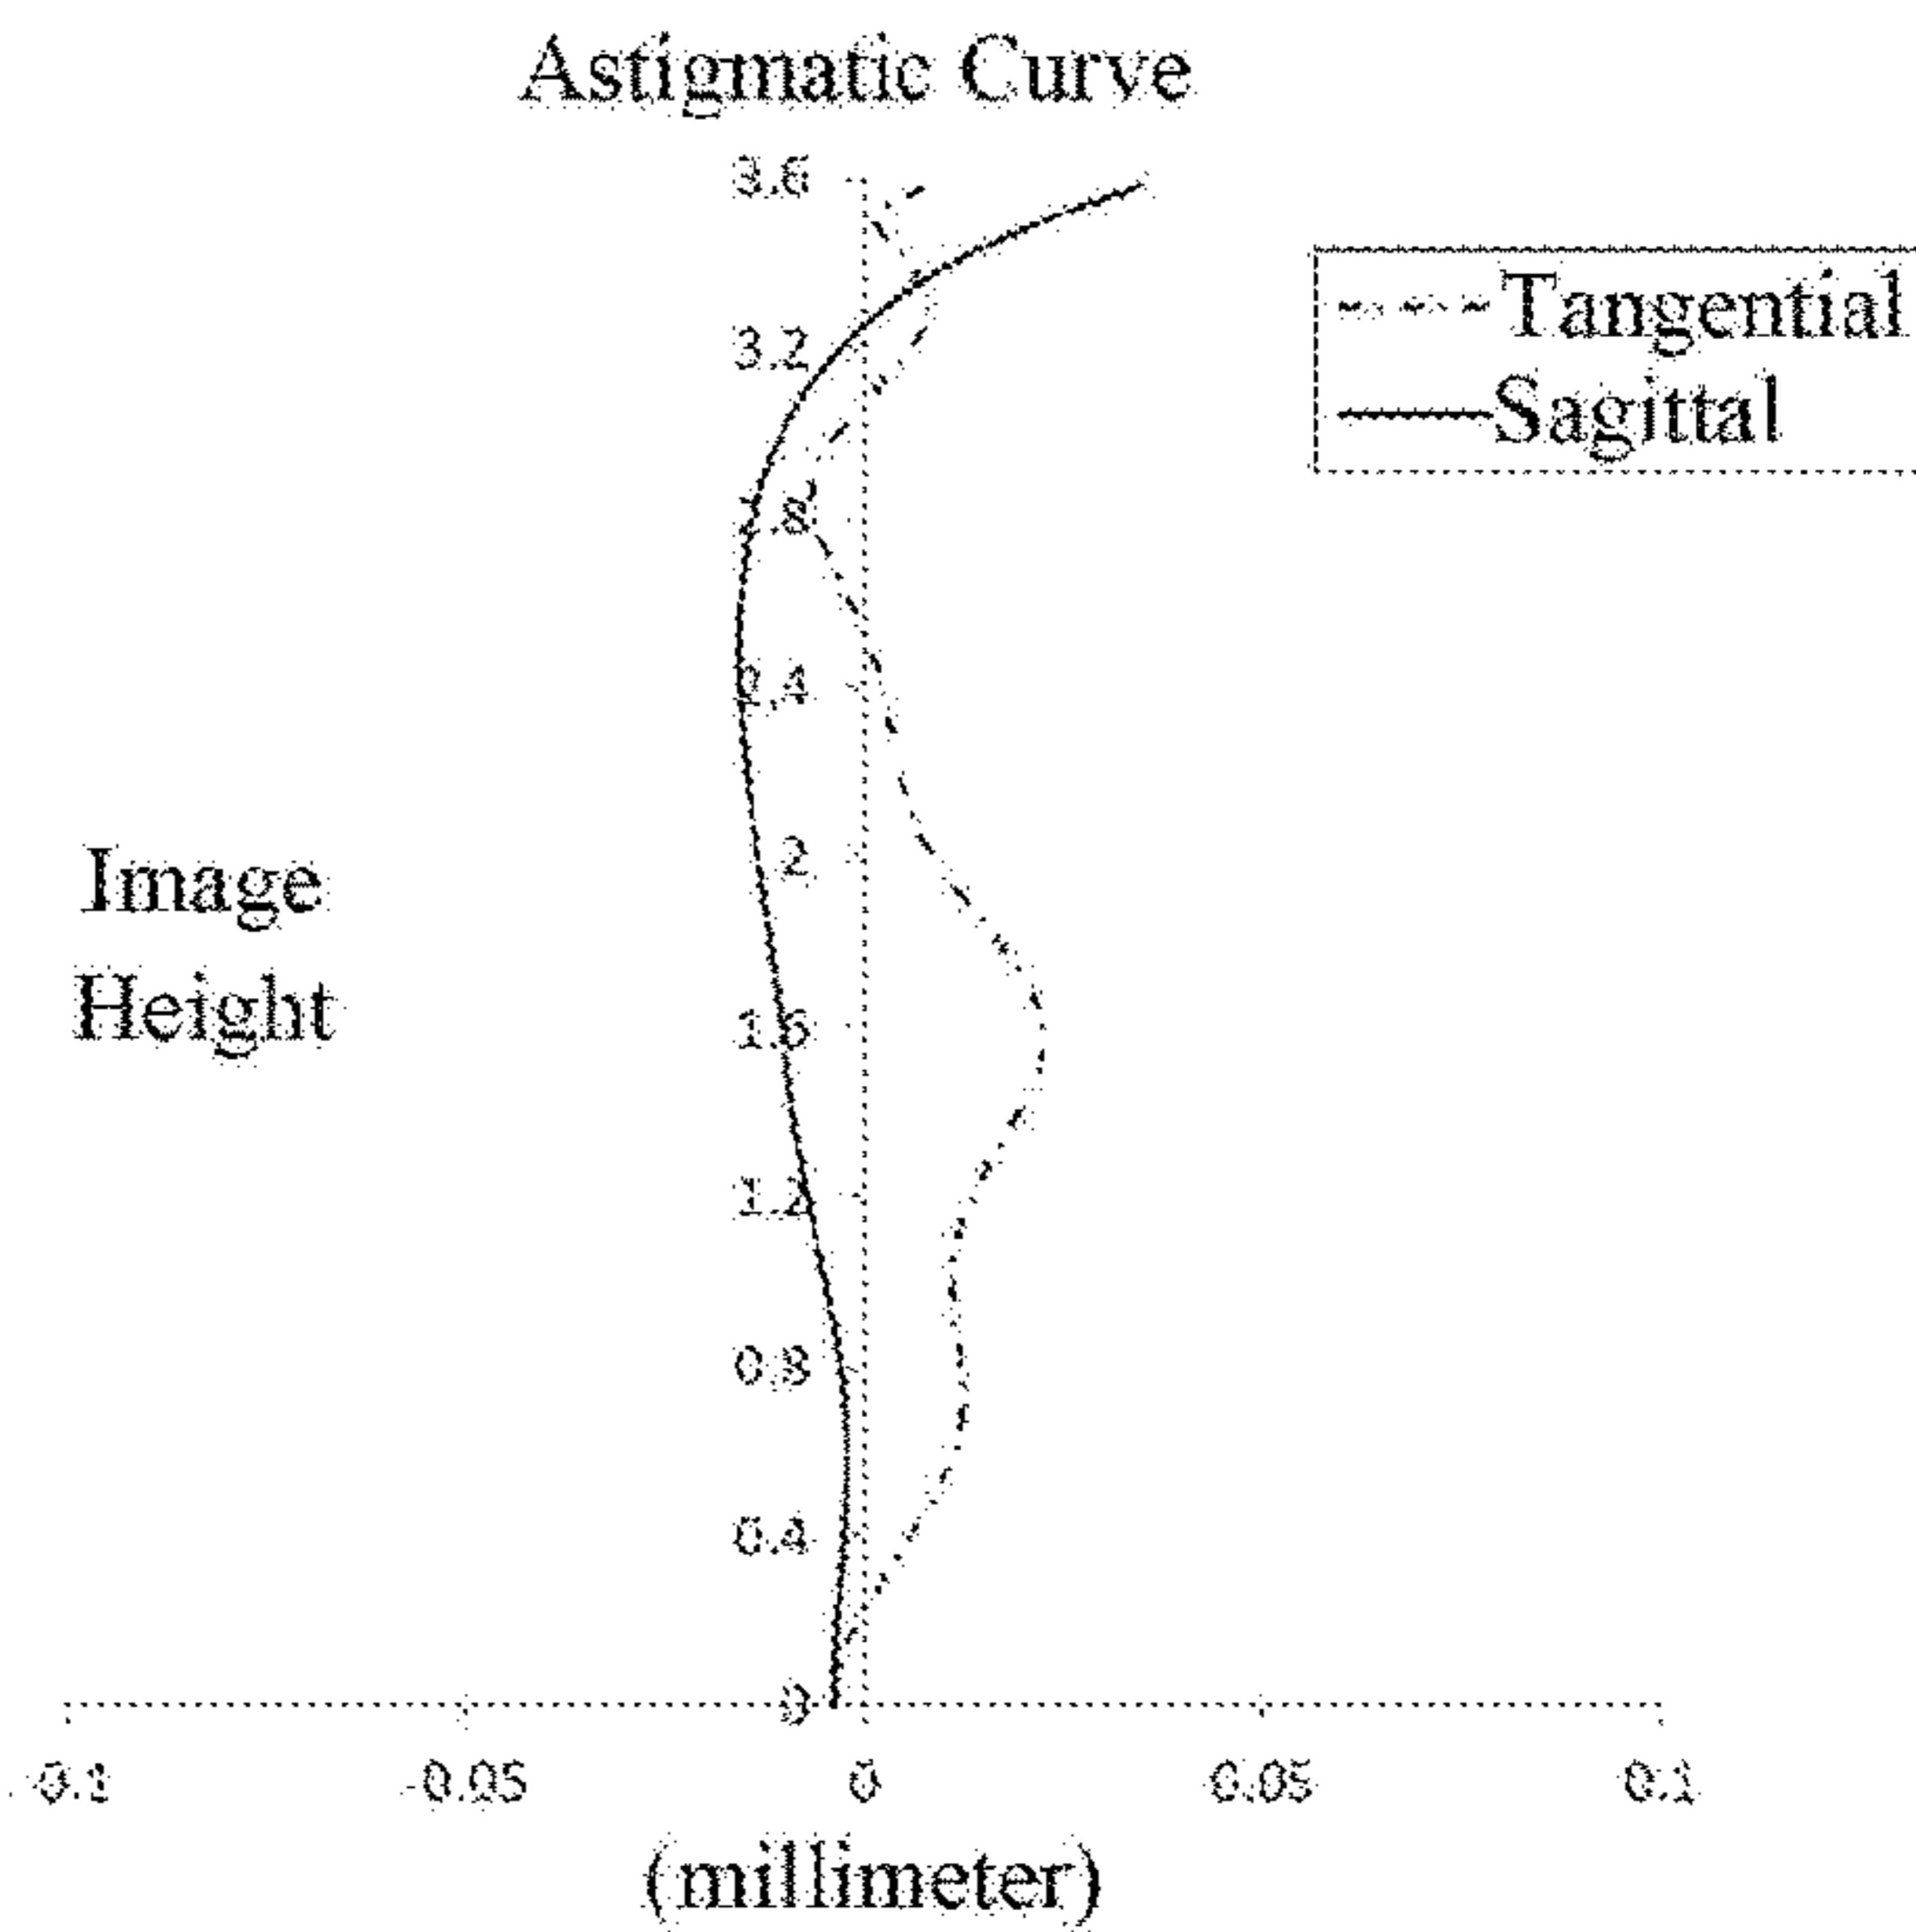 Astigmatic Curve
3.6
3.2
2.8
2.4
2
1.6
1.2
0.8
0.4
0
Tangential
Sagittal
Image
Height
-0.1 -0.05 0 0.05 0.1
(millimeter)